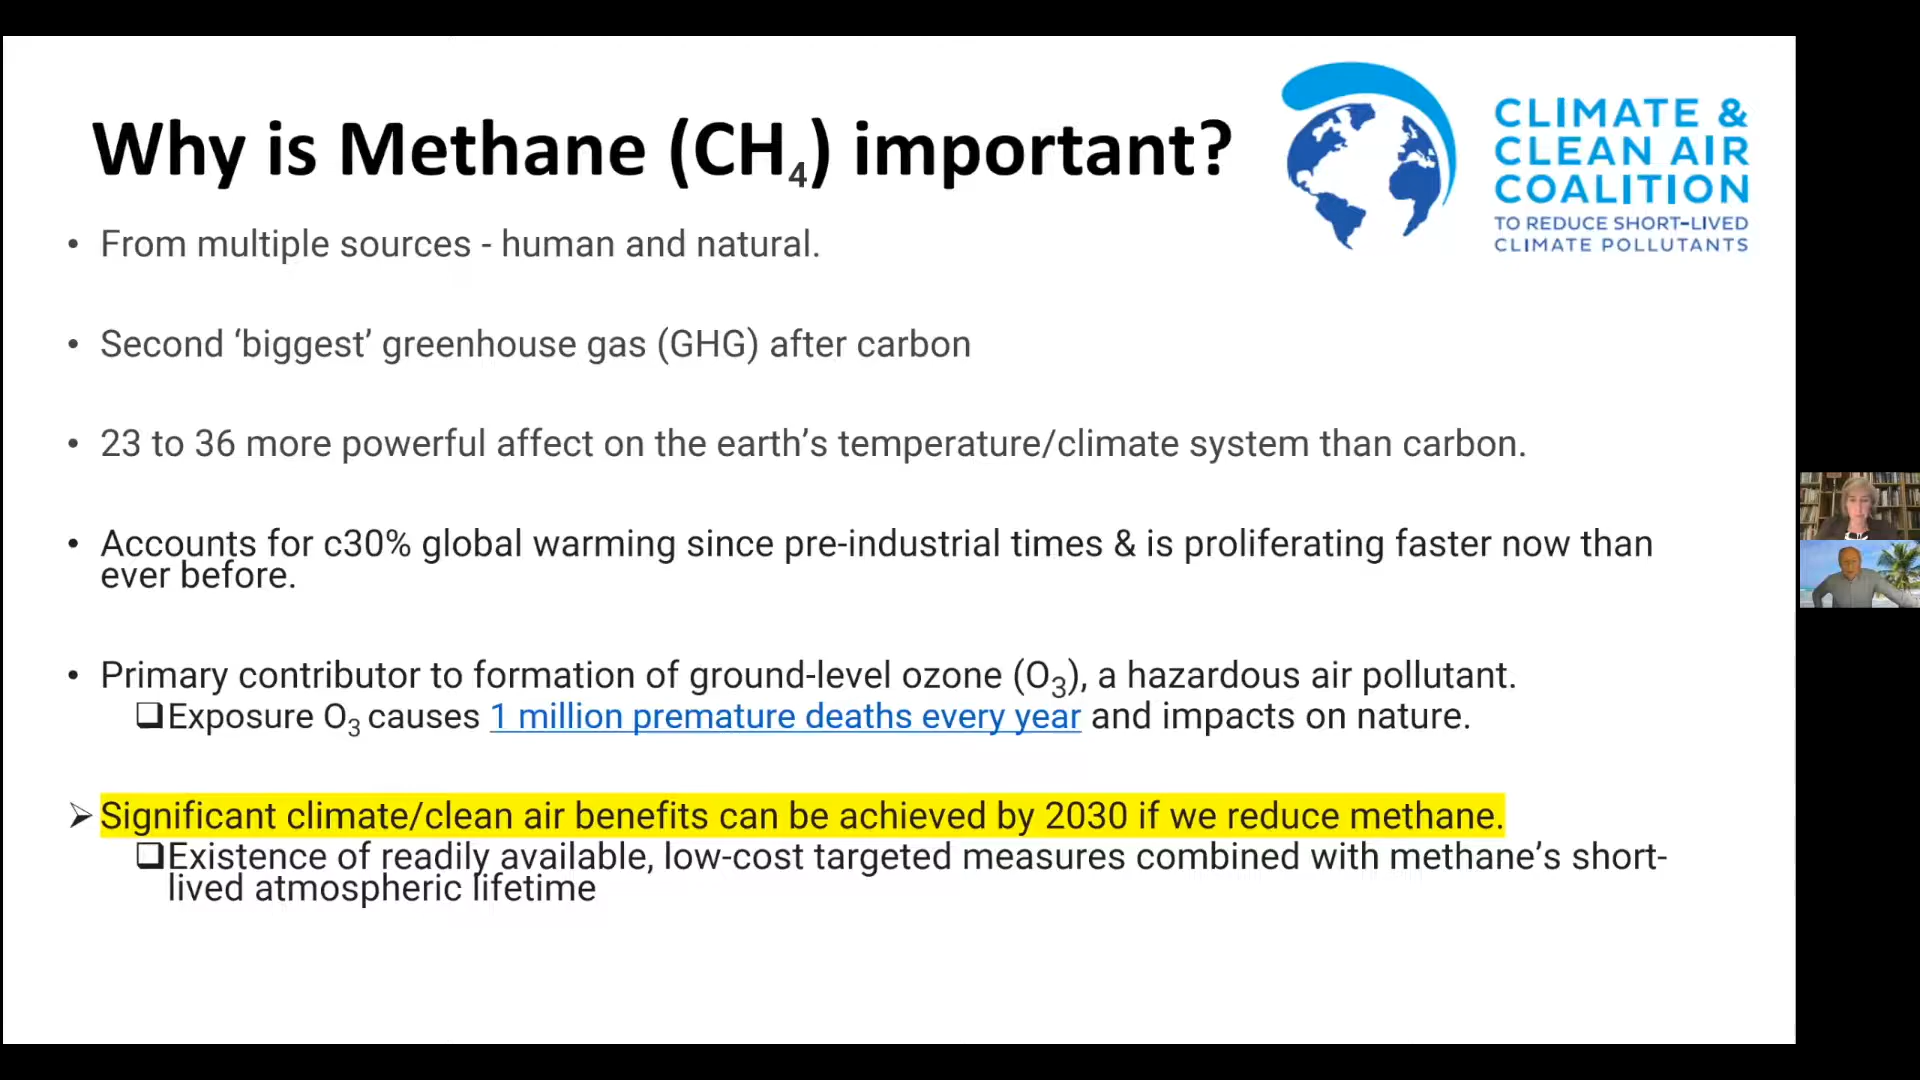 Why is Methane (CH4) important?
CLIMATE &
CLEAN AIR
COALITION
TO REDUCE SHORT-LIVED
CLIMATE POLLUTANTS
• From multiple sources - human and natural.
• Second ‘biggest’ greenhouse gas (GHG) after carbon
• 23 to 36 more powerful affect on the earth’s temperature/climate system than carbon.
• Accounts for c30% global warming since pre-industrial times & is proliferating faster now than
ever before.
• Primary contributor to formation of ground-level ozone (O3), a hazardous air pollutant.
❑Exposure O3 causes 1 million premature deaths every year and impacts on nature.
➢ Significant climate/clean air benefits can be achieved by 2030 if we reduce methane.
❑Existence of readily available, low-cost targeted measures combined with methane’s short-
lived atmospheric lifetime